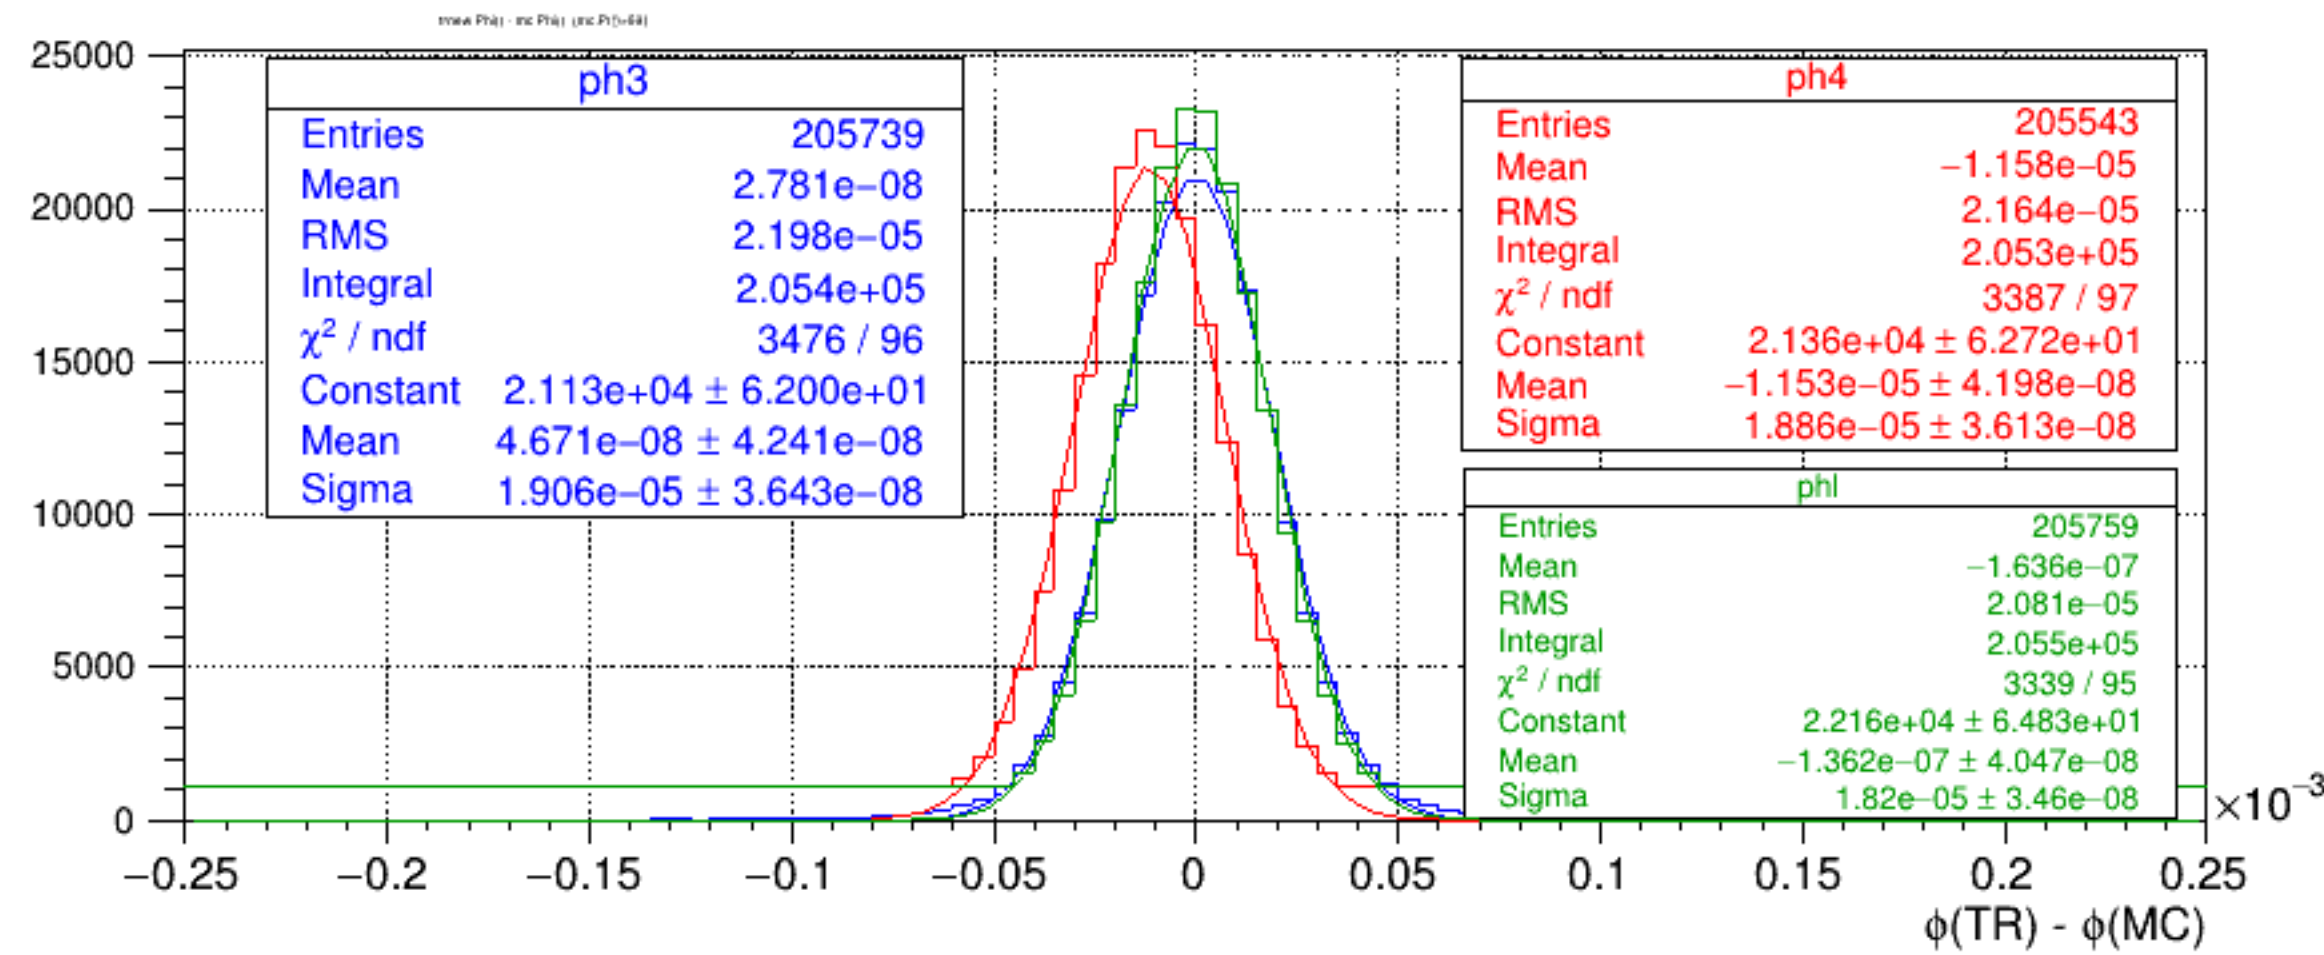 25000
20000
15000
10000
5000
0
ph3
Entries 205739
Mean 2.781e−08
RMS 2.198e−05
Integral 2.054e+05
χ² / ndf 3476 / 96
Constant 2.113e+04 ± 6.200e+01
Mean 4.671e−08 ± 4.241e−08
Sigma 1.906e−05 ± 3.643e−08
ph4
Entries 205543
Mean −1.158e−05
RMS 2.164e−05
Integral 2.053e+05
χ² / ndf 3387 / 97
Constant 2.136e+04 ± 6.272e+01
Mean −1.153e−05 ± 4.198e−08
Sigma 1.886e−05 ± 3.613e−08
phl
Entries 205759
Mean −1.636e−07
RMS 2.081e−05
Integral 2.055e+05
χ² / ndf 3339 / 95
Constant 2.216e+04 ± 6.483e+01
Mean −1.362e−07 ± 4.047e−08
Sigma 1.82e−05 ± 3.46e−08
×10⁻³
−0.25 −0.2 −0.15 −0.1 −0.05 0 0.05 0.1 0.15 0.2 0.25
ϕ(TR) - ϕ(MC)